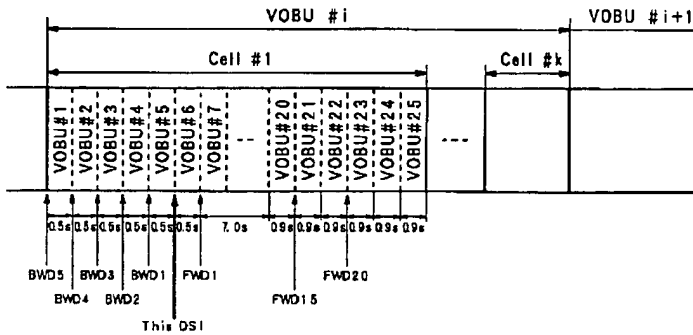 VOBU #i VOBU #i+1
Cell #1 Cell #k
VOBU#1 VOBU#2 VOBU#3 VOBU#4 VOBU#5 VOBU#6 VOBU#7 --- VOBU#20 VOBU#21 VOBU#22 VOBU#23 VOBU#24 VOBU#25 ---
0.5s 0.5s 0.5s 0.5s 0.5s 0.5s 7.0s 0.9s 0.9s 0.9s 0.9s 0.9s 0.9s
BWD5 BWD3 BWD1 FWD1 FWD20
BWD4 BWD2 FWD15
This DSI